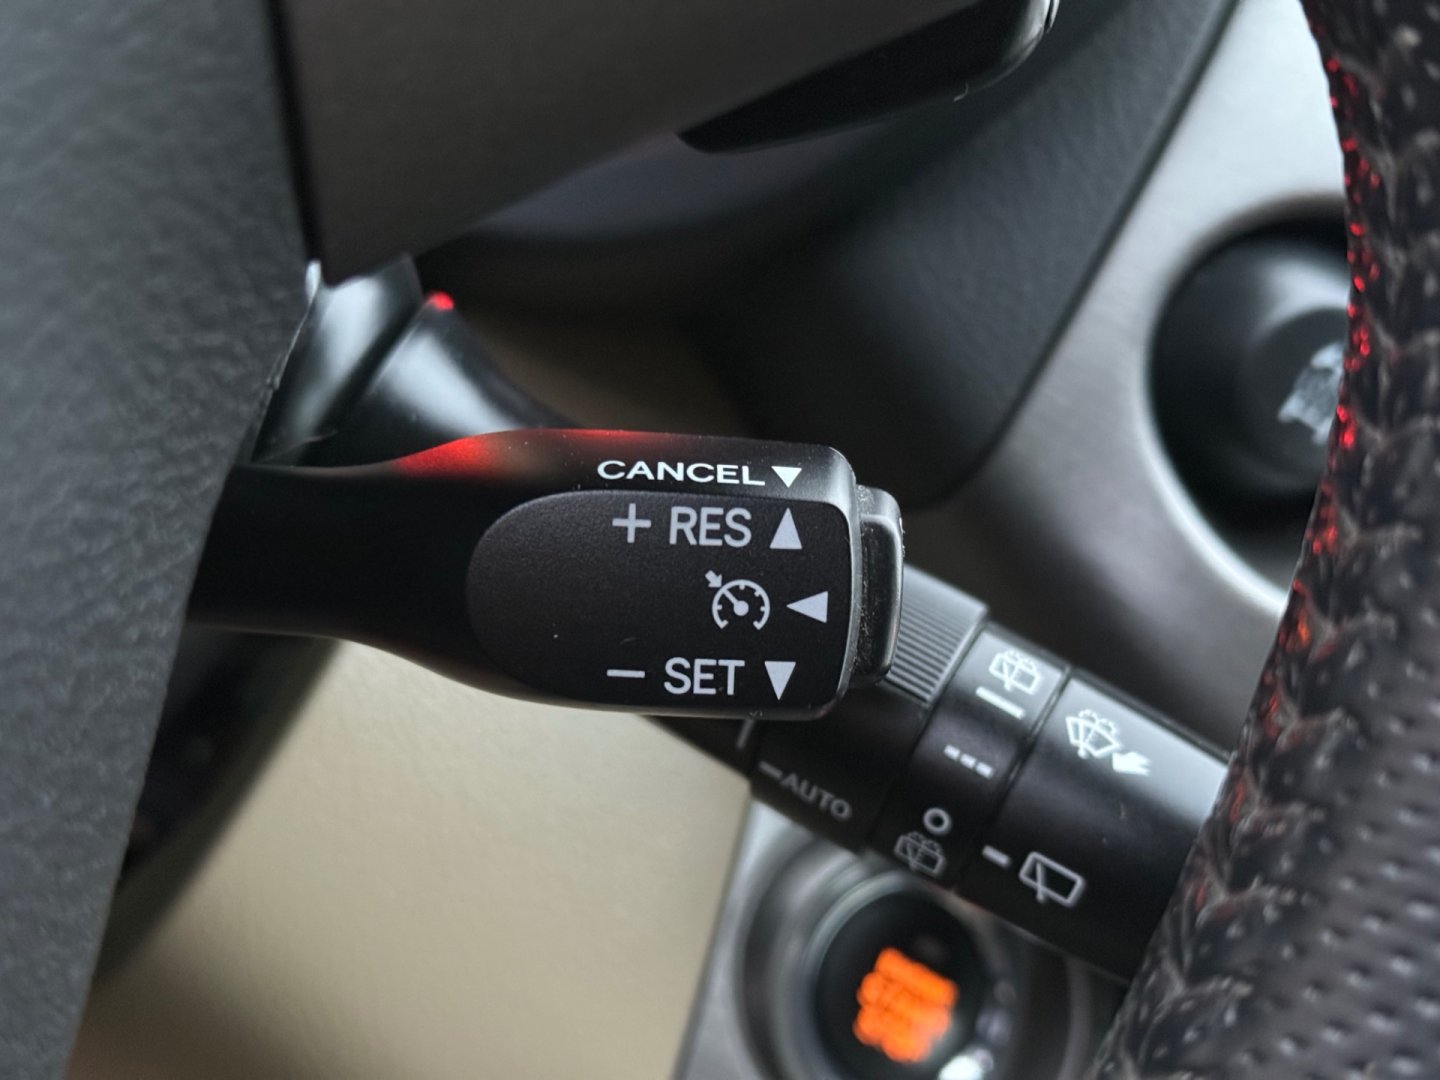 CANCEL▼
+ RES ▲
◀
− SET ▼
−AUTO